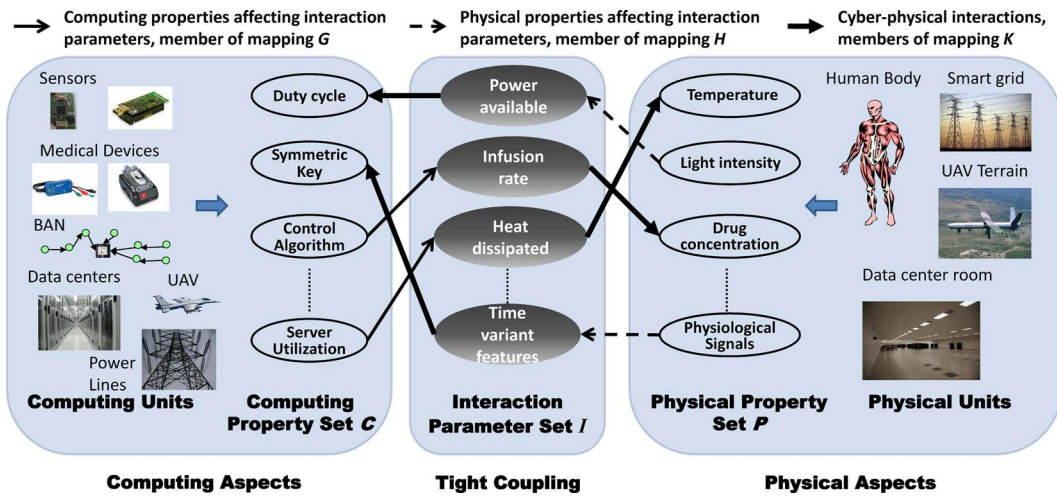 Computing properties affecting interaction
parameters, member of mapping G
Physical properties affecting interaction
parameters, member of mapping H
Cyber-physical interactions,
members of mapping K
Sensors
Medical Devices
BAN
Data centers
UAV
Power
Lines
Computing Units
Duty cycle
Symmetric
Key
Control
Algorithm
Server
Utilization
Computing
Property Set C
Power
available
Infusion
rate
Heat
dissipated
Time
variant
features
Interaction
Parameter Set I
Temperature
Light intensity
Drug
concentration
Physiological
Signals
Physical Property
Set P
Human Body
Smart grid
UAV Terrain
Data center room
Physical Units
Computing Aspects
Tight Coupling
Physical Aspects